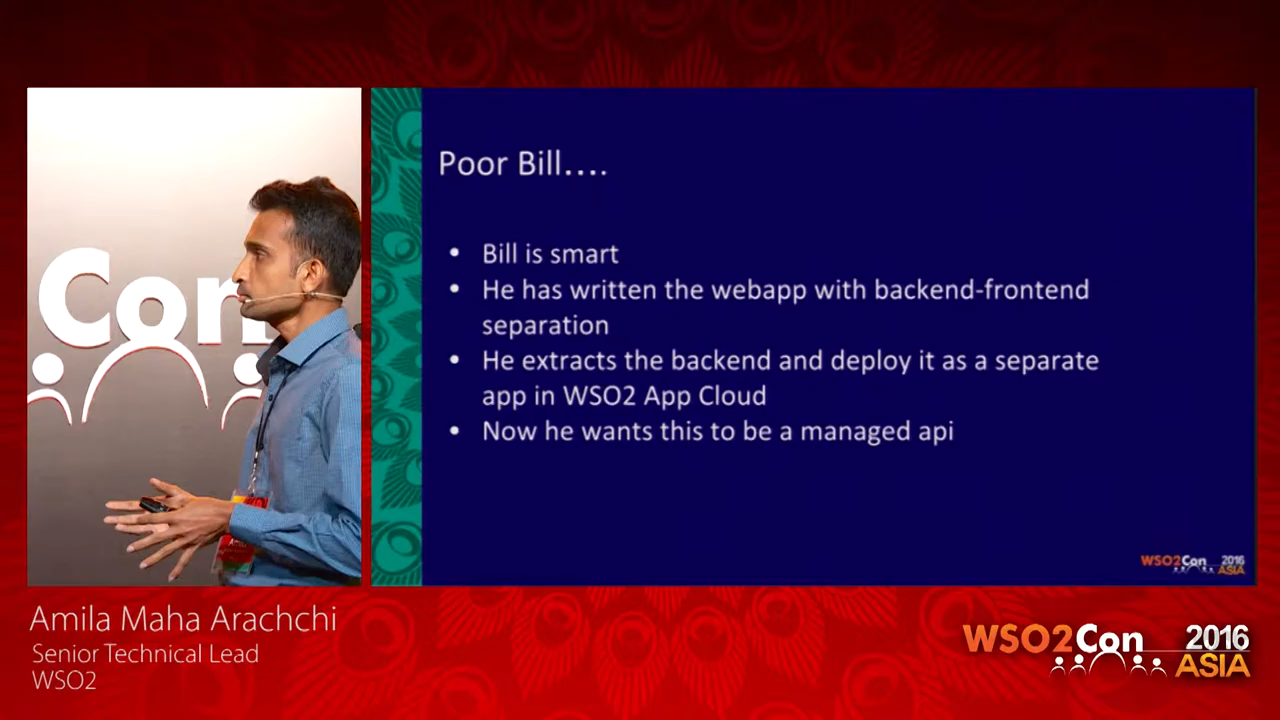 Con
Poor Bill....
• Bill is smart
• He has written the webapp with backend-frontend
separation
• He extracts the backend and deploy it as a separate
app in WSO2 App Cloud
• Now he wants this to be a managed api
WSO2Con 2016
ASIA
Amila Maha Arachchi
Senior Technical Lead
WSO2
WSO2Con 2016
ASIA